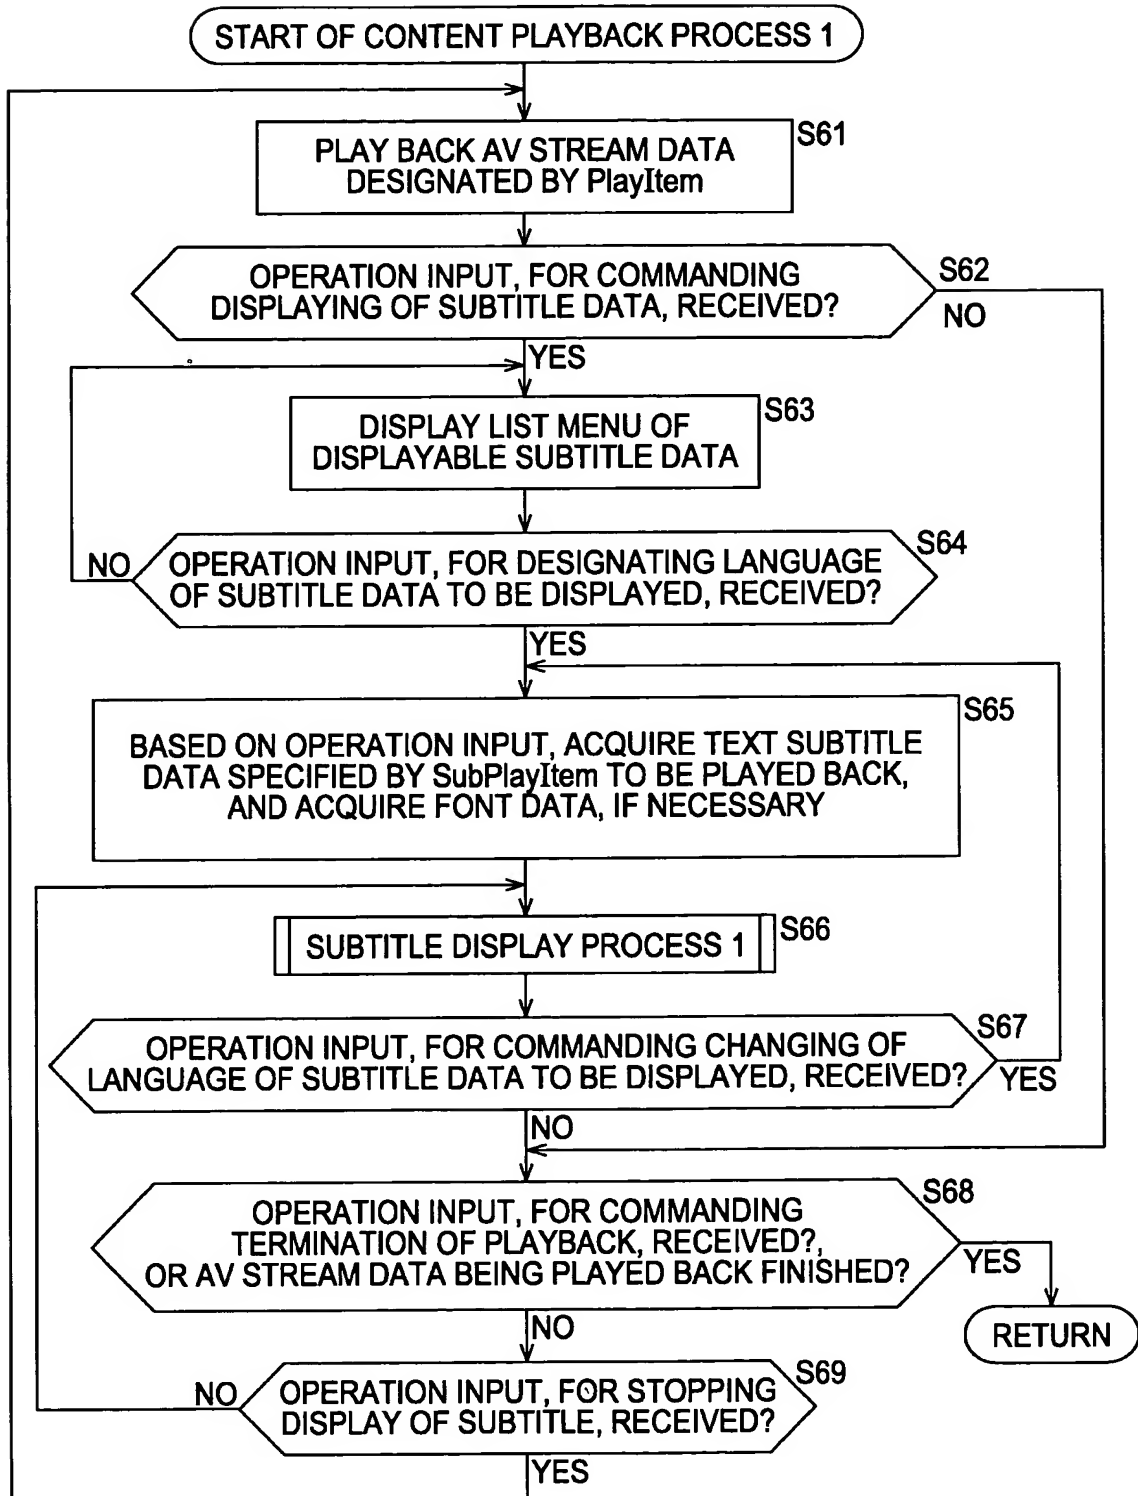 START OF CONTENT PLAYBACK PROCESS 1
S61
PLAY BACK AV STREAM DATA
DESIGNATED BY PlayItem
S62
OPERATION INPUT, FOR COMMANDING
DISPLAYING OF SUBTITLE DATA, RECEIVED?
NO
YES
S63
DISPLAY LIST MENU OF
DISPLAYABLE SUBTITLE DATA
S64
NO
OPERATION INPUT, FOR DESIGNATING LANGUAGE
OF SUBTITLE DATA TO BE DISPLAYED, RECEIVED?
YES
S65
BASED ON OPERATION INPUT, ACQUIRE TEXT SUBTITLE
DATA SPECIFIED BY SubPlayItem TO BE PLAYED BACK,
AND ACQUIRE FONT DATA, IF NECESSARY
SUBTITLE DISPLAY PROCESS 1
S66
S67
OPERATION INPUT, FOR COMMANDING CHANGING OF
LANGUAGE OF SUBTITLE DATA TO BE DISPLAYED, RECEIVED?
YES
NO
S68
OPERATION INPUT, FOR COMMANDING
TERMINATION OF PLAYBACK, RECEIVED?,
OR AV STREAM DATA BEING PLAYED BACK FINISHED?
YES
NO
RETURN
S69
NO
OPERATION INPUT, FOR STOPPING
DISPLAY OF SUBTITLE, RECEIVED?
YES